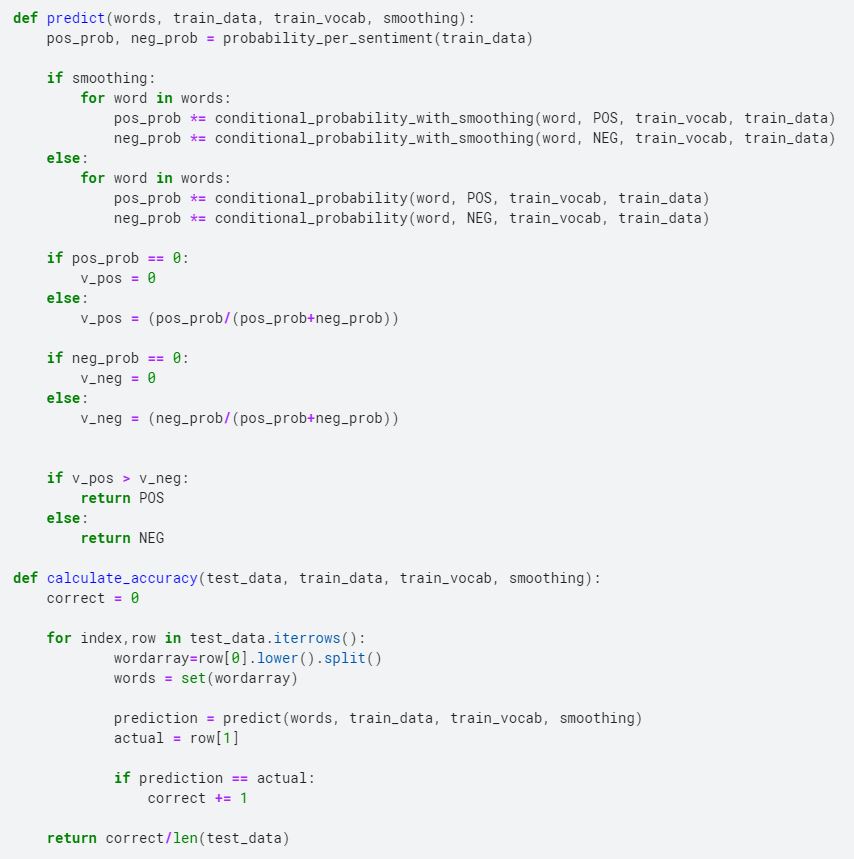 def predict(words, train_data, train_vocab, smoothing):
    pos_prob, neg_prob = probability_per_sentiment(train_data)

    if smoothing:
        for word in words:
            pos_prob *= conditional_probability_with_smoothing(word, POS, train_vocab, train_data)
            neg_prob *= conditional_probability_with_smoothing(word, NEG, train_vocab, train_data)
    else:
        for word in words:
            pos_prob *= conditional_probability(word, POS, train_vocab, train_data)
            neg_prob *= conditional_probability(word, NEG, train_vocab, train_data)

    if pos_prob == 0:
        v_pos = 0
    else:
        v_pos = (pos_prob/(pos_prob+neg_prob))

    if neg_prob == 0:
        v_neg = 0
    else:
        v_neg = (neg_prob/(pos_prob+neg_prob))


    if v_pos > v_neg:
        return POS
    else:
        return NEG

def calculate_accuracy(test_data, train_data, train_vocab, smoothing):
    correct = 0

    for index,row in test_data.iterrows():
            wordarray=row[0].lower().split()
            words = set(wordarray)

            prediction = predict(words, train_data, train_vocab, smoothing)
            actual = row[1]

            if prediction == actual:
                correct += 1

    return correct/len(test_data)